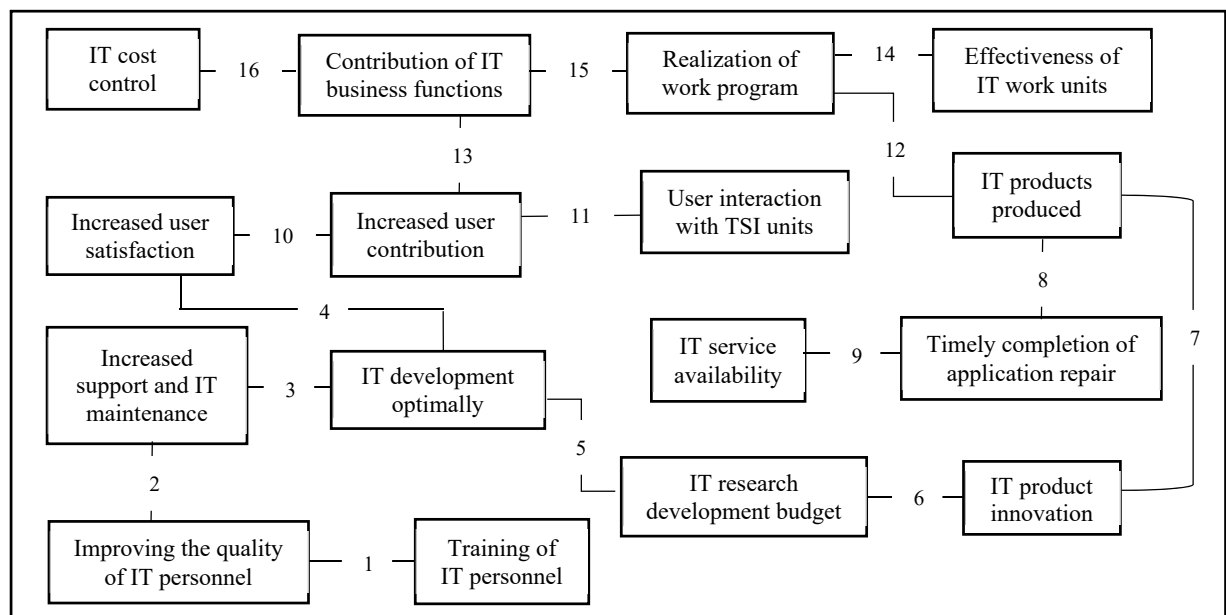 IT cost
control
16
Contribution of IT
business functions
15
Realization of
work program
14
Effectiveness of
IT work units
13
12
IT products
produced
Increased user
satisfaction
10
Increased user
contribution
11
User interaction
with TSI units
4
8
7
Increased
support and IT
maintenance
3
IT development
optimally
IT service
availability
9
Timely completion of
application repair
5
2
IT research
development budget
6
IT product
innovation
Improving the quality
of IT personnel
1
Training of
IT personnel